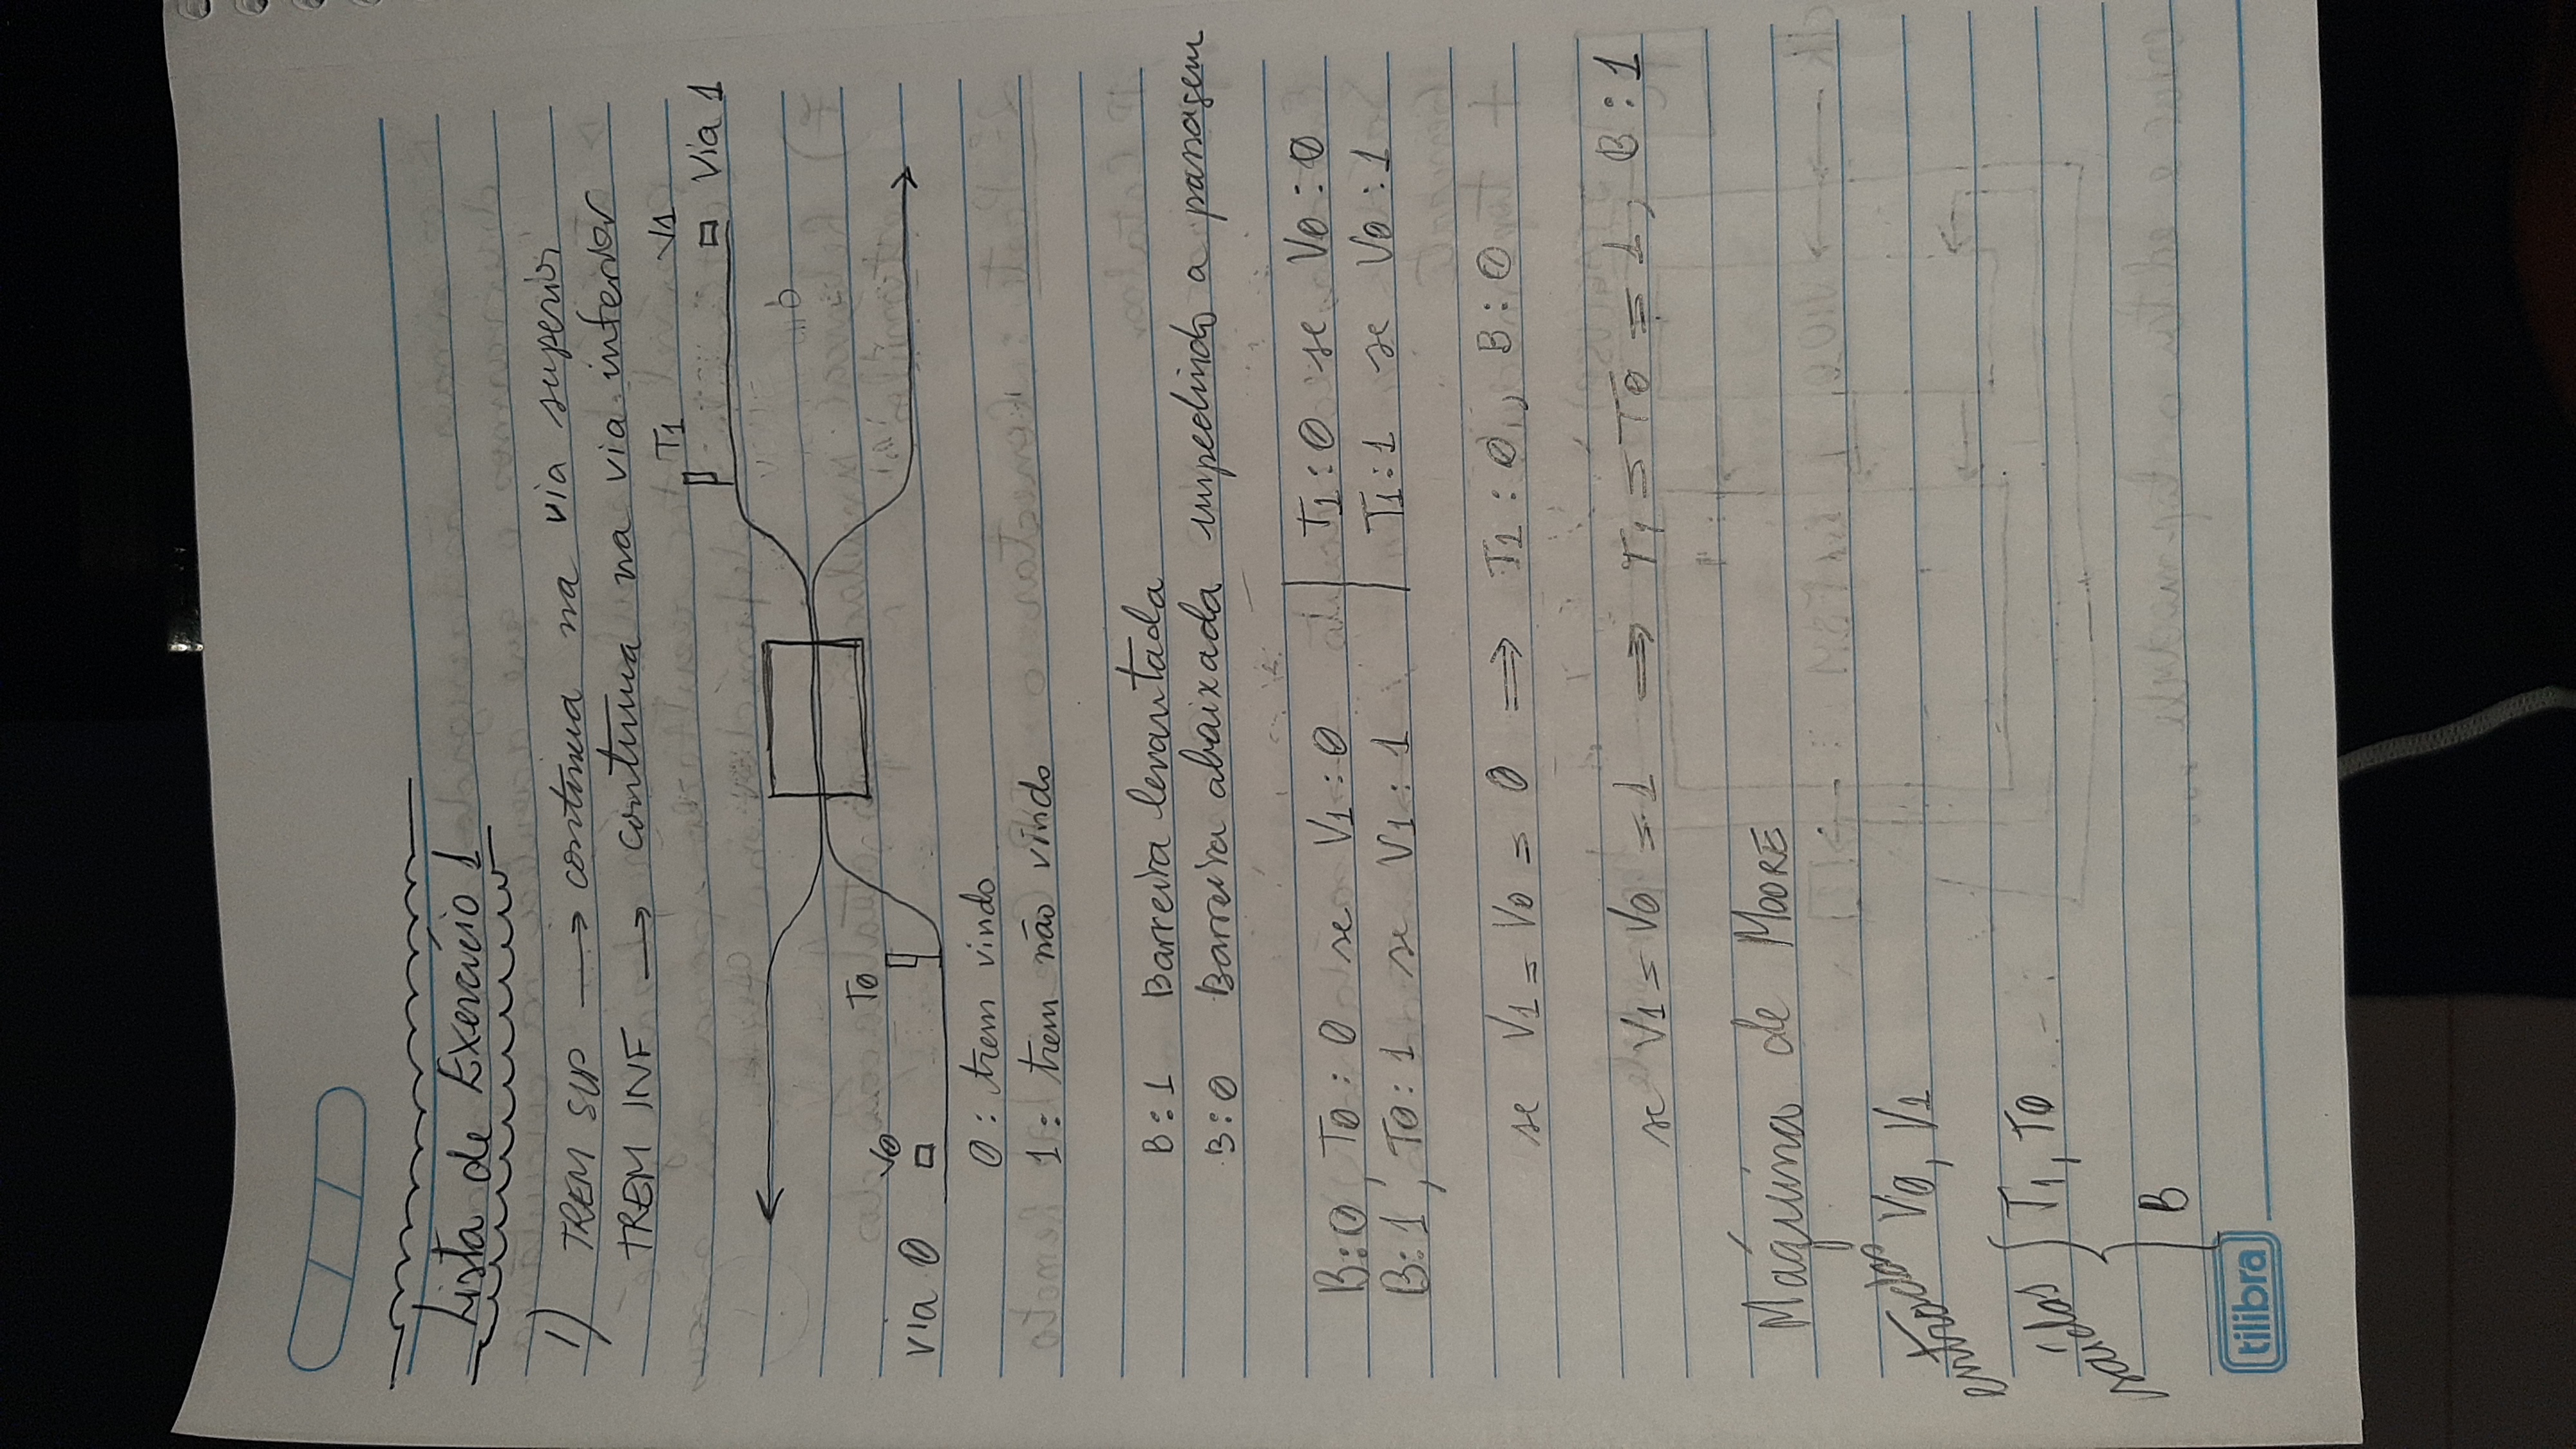 Lista de Exercício 1
1) TREM SUP → continua na via superior
TREM INF → continua na via inferior
T1 V1 Via 1
via 0 V0 T0
0: trem vindo
1: trem não vindo
B:1 Barreira levantada
B:0 Barreira abaixada impedindo a passagem
B:0, T0:0 se V1:0 | T1:0 se V0:0
B:1, T0:1 se V1:1 | T1:1 se V0:1
se V1 = V0 = 0 ⇒ T1:0, B:0
se V1 = V0 = 1 ⇒ T1 = T0 = 1, B:1
Máquina de MOORE
entradas V0, V1
saídas { T1, T0
B
tilibra